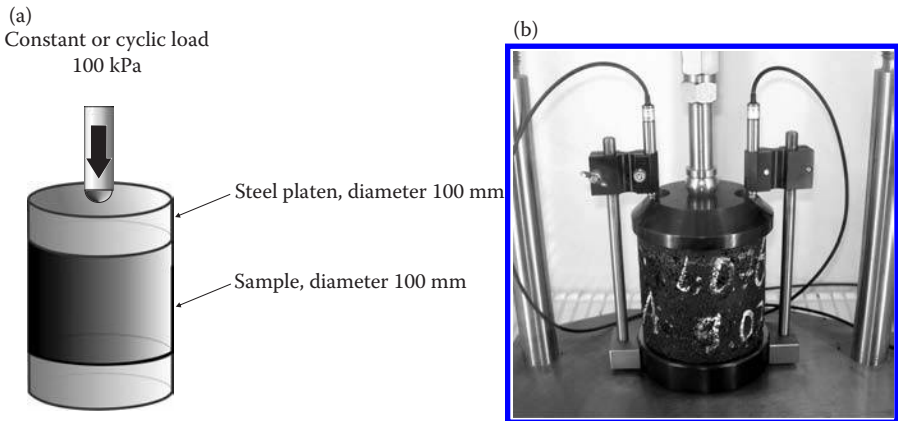 (a)
Constant or cyclic load
100 kPa
Steel platen, diameter 100 mm
Sample, diameter 100 mm
(b)